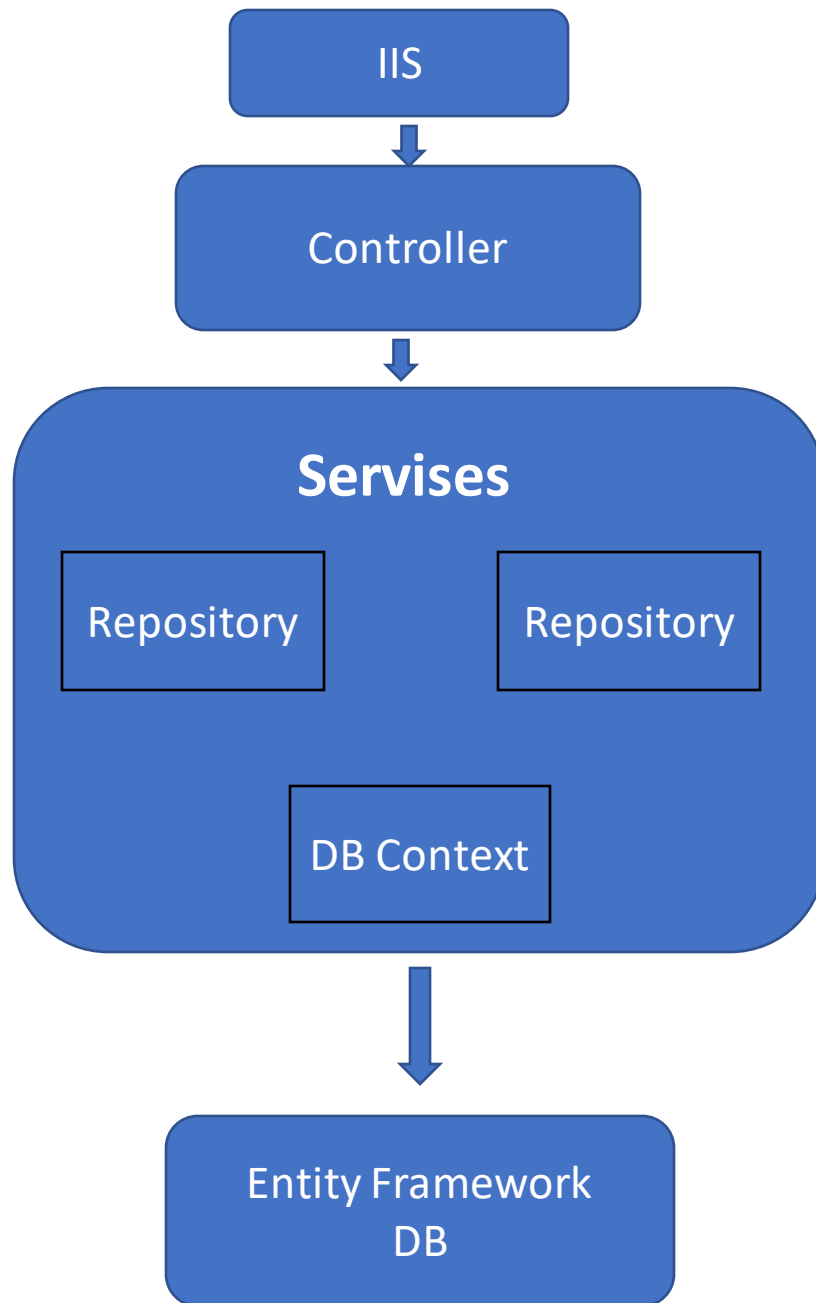 IIS
Controller
Servises
Repository
Repository
DB Context
Entity Framework
DB